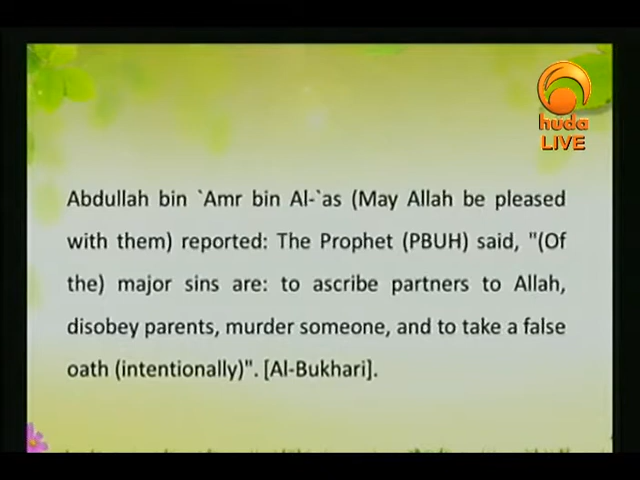 huda
LIVE
Abdullah bin `Amr bin Al-`as (May Allah be pleased
with them) reported: The Prophet (PBUH) said, "(Of
the) major sins are: to ascribe partners to Allah,
disobey parents, murder someone, and to take a false
oath (intentionally)". [Al-Bukhari].